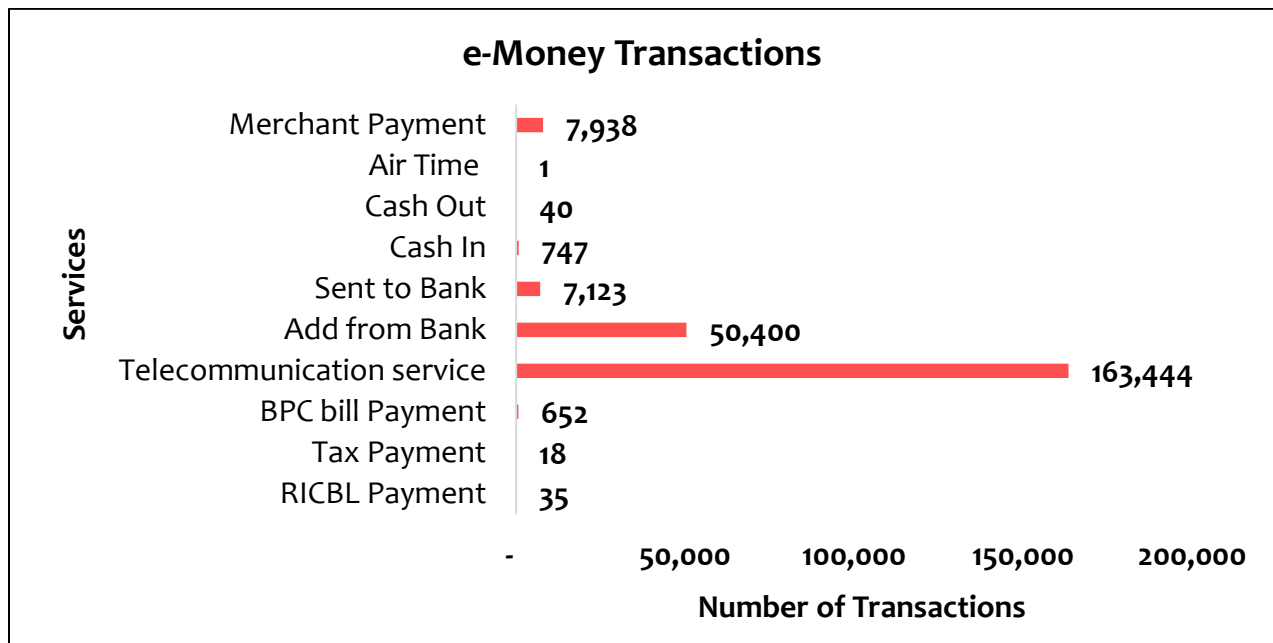 e-Money Transactions
Merchant Payment 7,938
Air Time 1
Cash Out 40
Cash In 747
Sent to Bank 7,123
Add from Bank 50,400
Telecommunication service 163,444
BPC bill Payment 652
Tax Payment 18
RICBL Payment 35
Services
- 50,000 100,000 150,000 200,000
Number of Transactions